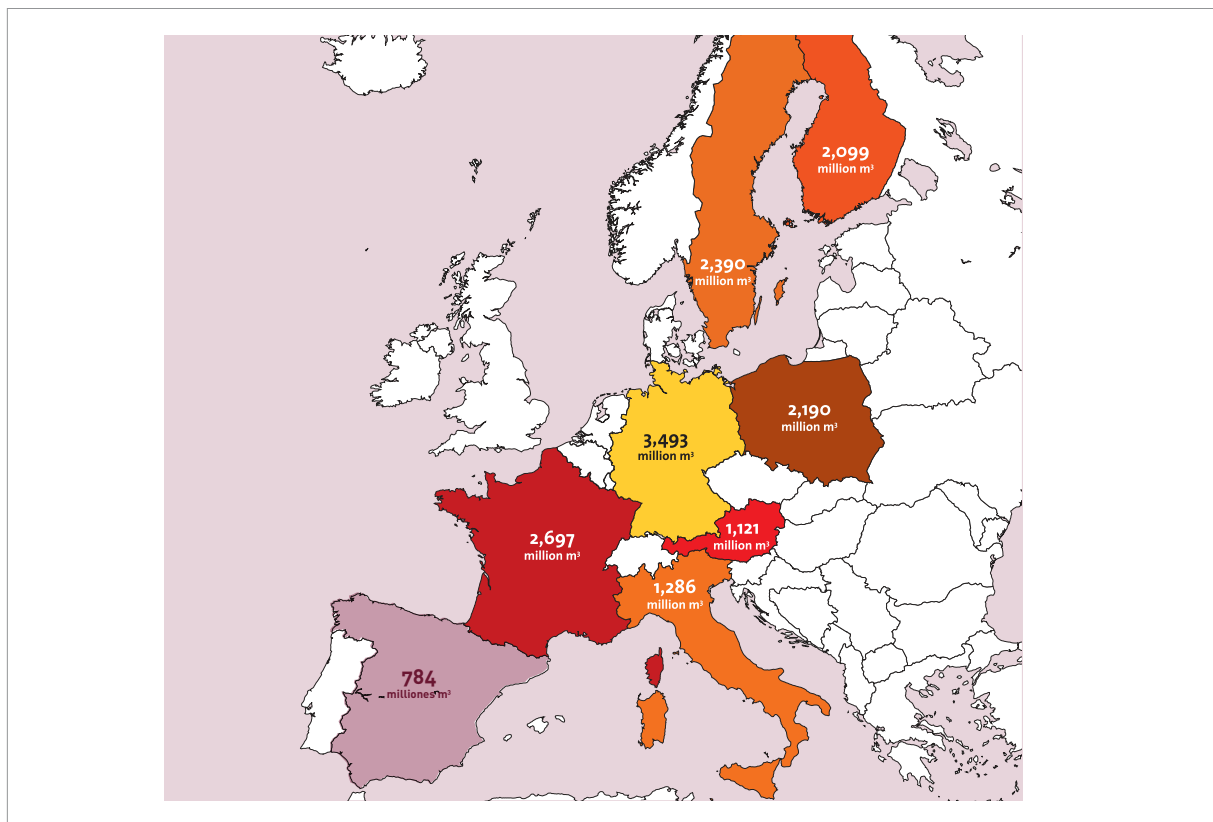 2,099
million m³
2,390
million m³
2,190
million m³
3,493
million m³
1,121
million m³
2,697
million m³
1,286
million m³
784
milliones m³